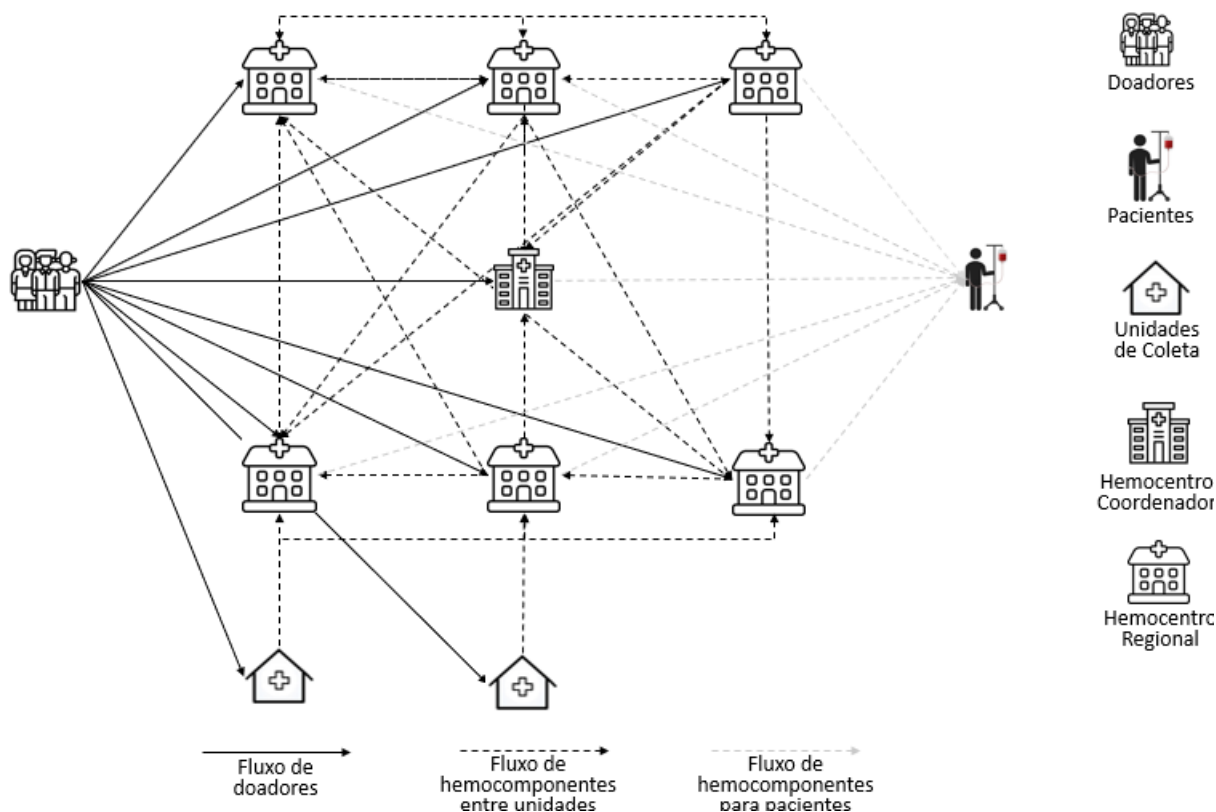 Doadores
Pacientes
Unidades
de Coleta
Hemocentro
Coordenador
Hemocentro
Regional
Fluxo de
doadores
Fluxo de
hemocomponentes
entre unidades
Fluxo de
hemocomponentes
para pacientes